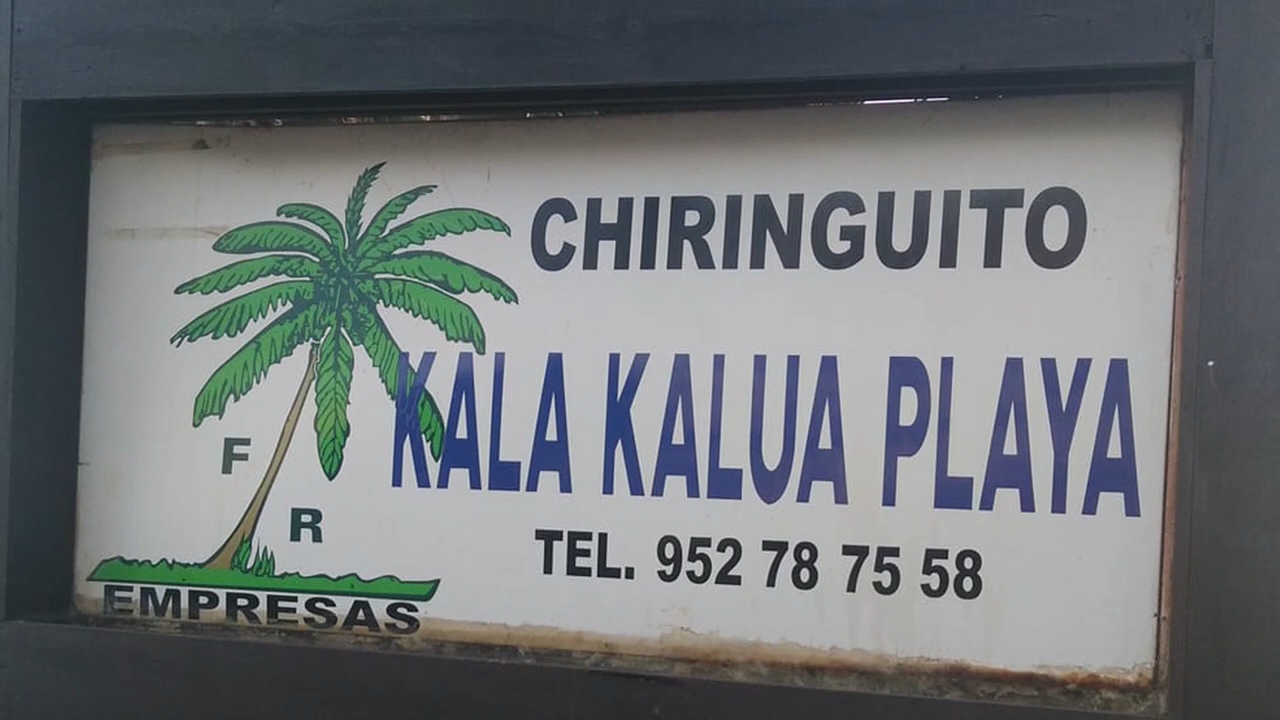 CHIRINGUITO
KALA KALUA PLAYA
TEL. 952 78 75 58
F
R
EMPRESAS